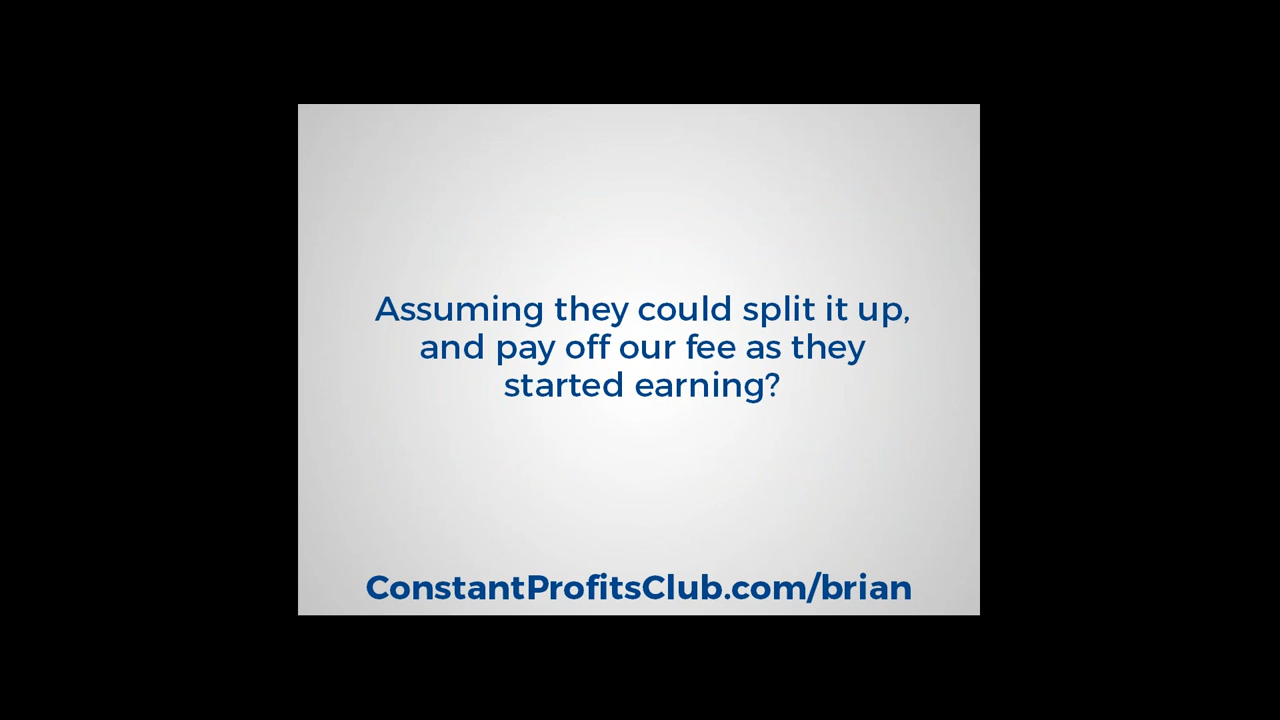 Assuming they could split it up,
and pay off our fee as they
started earning?
ConstantProfitsClub.com/brian